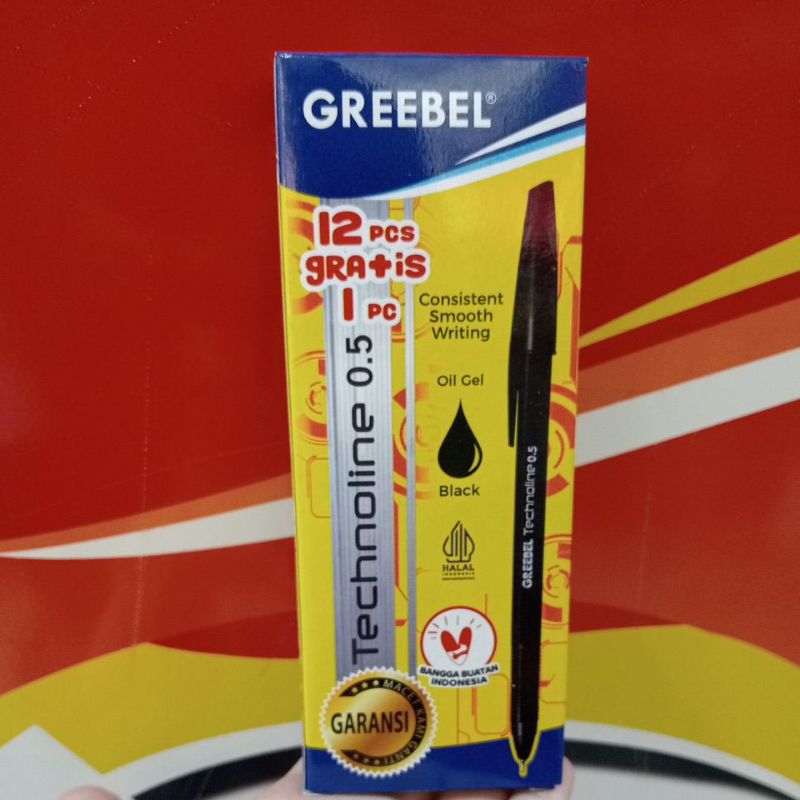 GREEBEL®
12 PCS
gRAtiS
1 PC
Technoline 0.5
Consistent
Smooth
Writing
Oil Gel
Black
HALAL
INDONESIA
BANGGA BUATAN
INDONESIA
GREEBEL Technoline 0.5
GARANSI
MACET KAMI GANTI